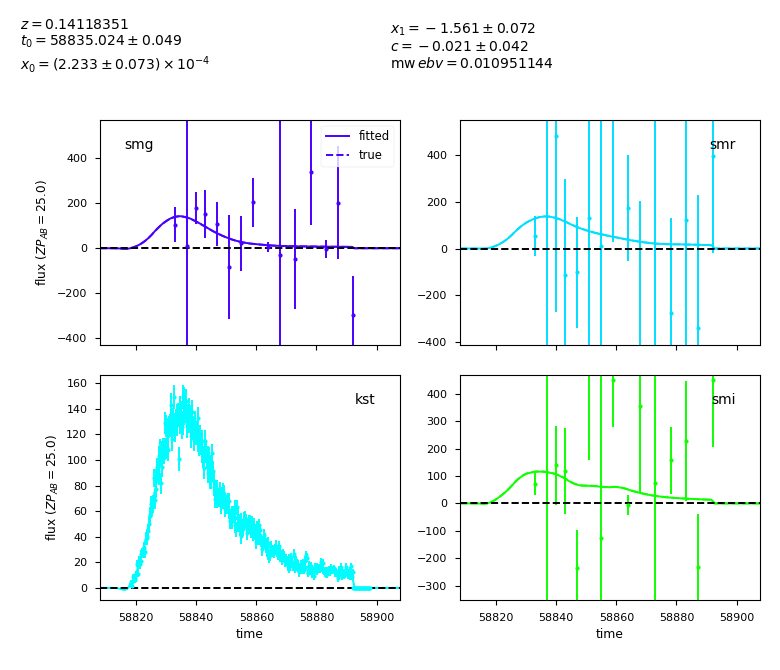 z = 0.14118351
t₀ = 58835.024 ± 0.049
x₀ = (2.233 ± 0.073) × 10⁻⁴
x₁ = −1.561 ± 0.072
c = −0.021 ± 0.042
mwebv = 0.010951144
smg
fitted
true
400
200
0
−200
−400
flux (ZP_AB = 25.0)
smr
400
200
0
−200
−400
kst
160
140
120
100
80
60
40
20
0
flux (ZP_AB = 25.0)
58820 58840 58860 58880 58900
time
smi
400
300
200
100
0
−100
−200
−300
58820 58840 58860 58880 58900
time